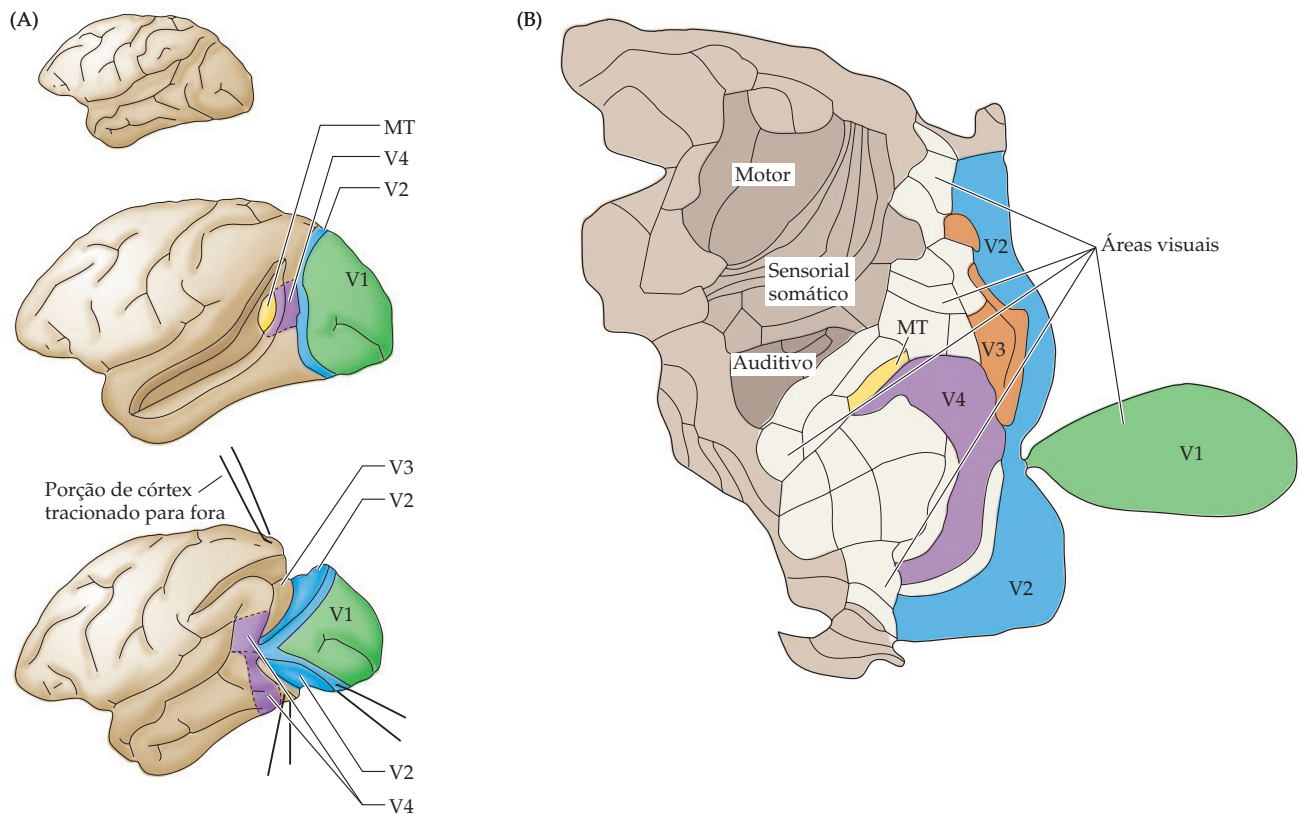 (A)
MT
V4
V2
V1
V3
V2
Porção de córtex
tracionado para fora
V1
V2
V4
(B)
Motor
V2
Áreas visuais
Sensorial
somático
MT
V3
Auditivo
V4
V1
V2